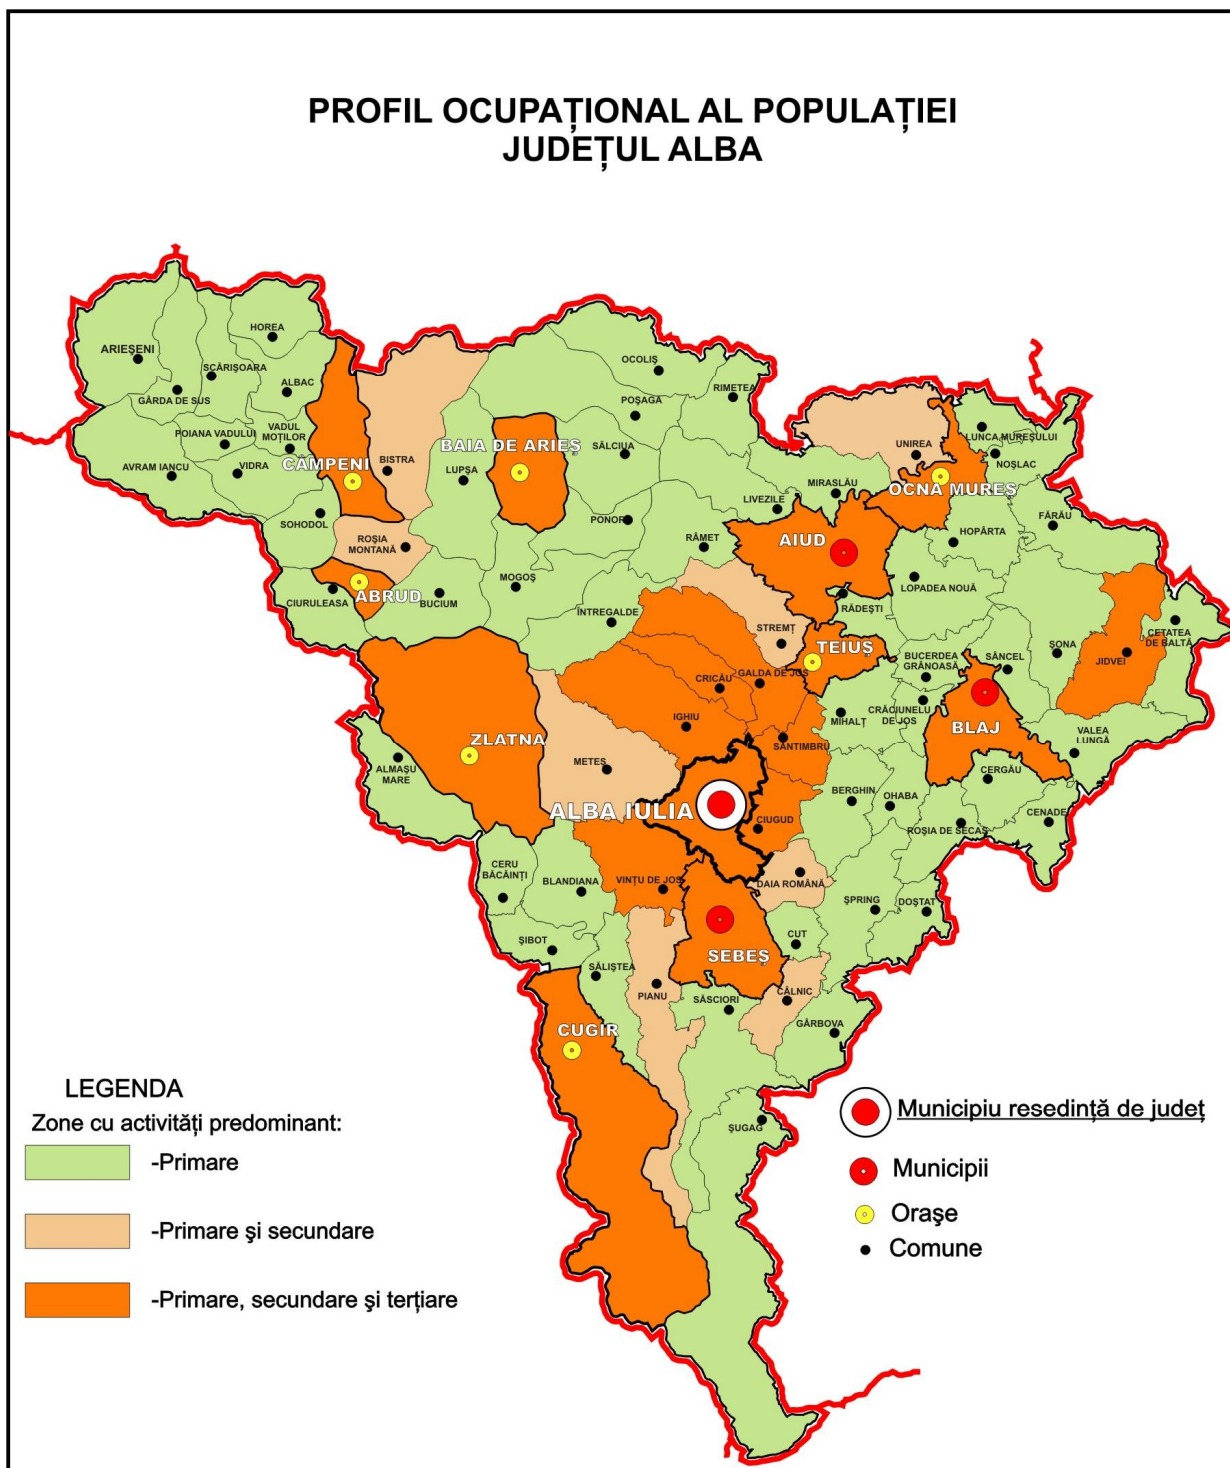 PROFIL OCUPAȚIONAL AL POPULAȚIEI
JUDEȚUL ALBA
HOREA
ARIEȘENI
SCĂRIȘOARA
ALBAC
GÂRDA DE SUS
OCOLIȘ
RIMETEA
POȘAGA
POIANA VADULUI
VADUL
MOȚILOR
CÂMPENI
BISTRA
LUPȘA
BAIA DE ARIEȘ
SĂLCIUA
UNIREA
LUNCA MUREȘULUI
NOȘLAC
AVRAM IANCU
VIDRA
OCNA MUREȘ
LIVEZILE
MIRASLĂU
SOHODOL
PONOR
FĂRĂU
ROȘIA
MONTANĂ
RÂMEȚ
AIUD
HOPÂRTA
CIURULEASA
ABRUD
BUCIUM
MOGOȘ
ÎNTREGALDE
RĂDEȘTI
LOPADEA NOUĂ
STREMȚ
TEIUȘ
BUCERDEA
GRÂNOASĂ
SÂNCEL
ȘONA
JIDVEI
CETATEA
DE BALTĂ
CRICĂU
GALDA DE JOS
IGHIU
MIHALȚ
CRĂCIUNELU
DE JOS
BLAJ
VALEA
LUNGĂ
ZLATNA
SÂNTIMBRU
METEȘ
ALMAȘU
MARE
CERGĂU
ALBA IULIA
CIUGUD
BERGHIN
OHABA
ROȘIA DE SECAȘ
CENADE
CERU
BĂCĂINȚI
BLANDIANA
VINȚU DE JOS
DAIA ROMÂNĂ
ȘPRING
DOȘTAT
ȘIBOT
SEBEȘ
CUT
SĂLIȘTEA
PIANU
SĂSCIORI
CÂLNIC
GÂRBOVA
CUGIR
ȘUGAG
LEGENDA
Zone cu activități predominant:
-Primare
-Primare și secundare
-Primare, secundare și terțiare
Municipiu resedință de județ
Municipii
Orașe
Comune